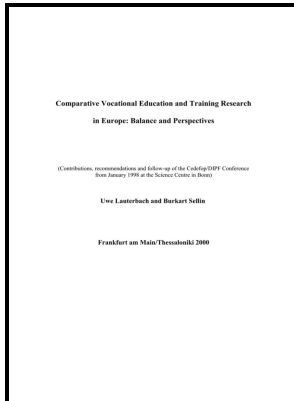 Comparative Vocational Education and Training Research
in Europe: Balance and Perspectives
(Contributions, recommendations and follow-up of the Cedefop/DIPF Conference
from January 1998 at the Science Centre in Bonn)
Uwe Lauterbach and Burkart Sellin
Frankfurt am Main/Thessaloniki 2000